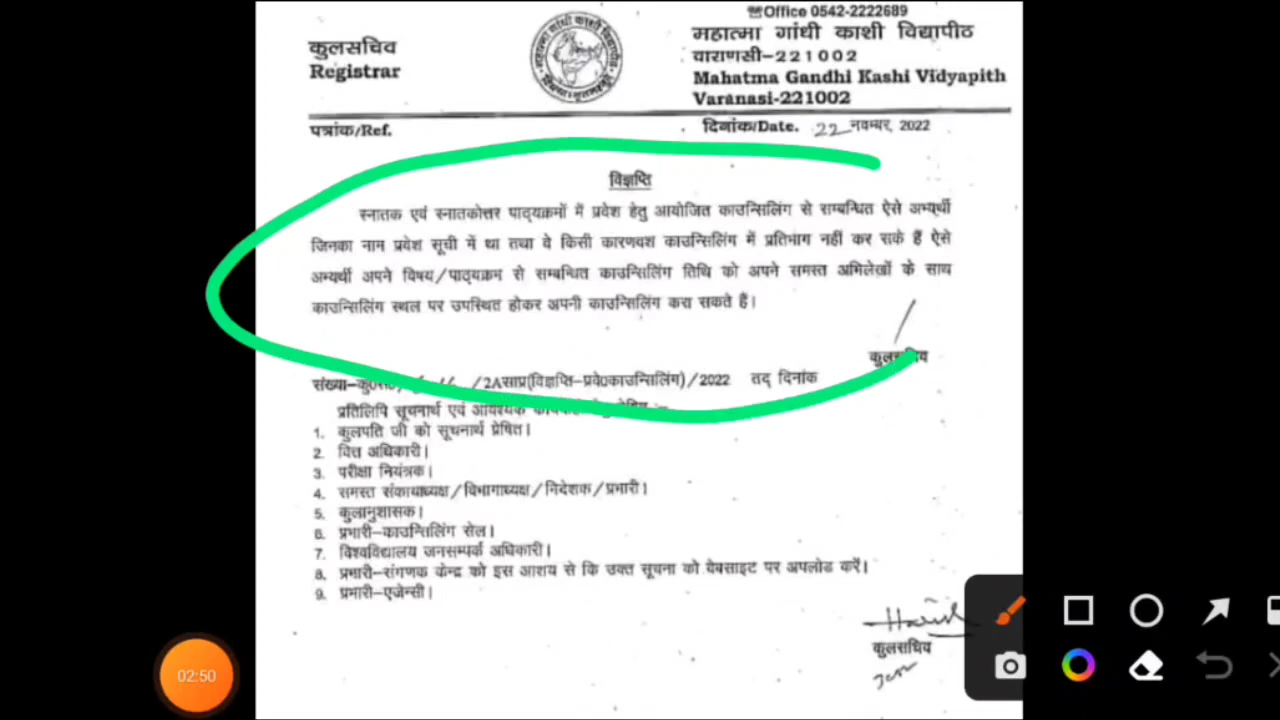 ☎Office 0542-2222689
कुलसचिव
Registrar
महात्मा गांधी काशी विद्यापीठ
वाराणसी-221002
Mahatma Gandhi Kashi Vidyapith
Varanasi-221002
पत्रांक/Ref.
दिनांक/Date. 22 नवम्बर, 2022
विज्ञप्ति
स्नातक एवं स्नातकोत्तर पाठ्यक्रमों में प्रवेश हेतु आयोजित काउन्सिलिंग से सम्बन्धित ऐसे अभ्यर्थी
जिनका नाम प्रवेश सूची में था तथा वे किसी कारणवश काउन्सिलिंग में प्रतिभाग नहीं कर सके हैं ऐसे
अभ्यर्थी अपने विषय/पाठ्यक्रम से सम्बन्धित काउन्सिलिंग तिथि को अपने समस्त अभिलेखों के साथ
काउन्सिलिंग स्थल पर उपस्थित होकर अपनी काउन्सिलिंग करा सकते हैं।
कुलसचिव
संख्या-कु0स0 /2Aसाप्र(विज्ञप्ति-प्रवे0काउन्सिलिंग)/2022 तद् दिनांक
प्रतिलिपि सूचनार्थ एवं आवश्यक
1. कुलपति जी को सूचनार्थ प्रेषित।
2. वित्त अधिकारी।
3. परीक्षा नियंत्रक।
4. समस्त संकायाध्यक्ष/विभागाध्यक्ष/निदेशक/प्रभारी।
5. कुलानुशासक।
6. प्रभारी-काउन्सिलिंग सेल।
7. विश्वविद्यालय जनसम्पर्क अधिकारी।
8. प्रभारी-संगणक केन्द्र को इस आशय से कि उक्त सूचना को वेबसाइट पर अपलोड करें।
9. प्रभारी-एजेन्सी।
कुलसचिव
02:50